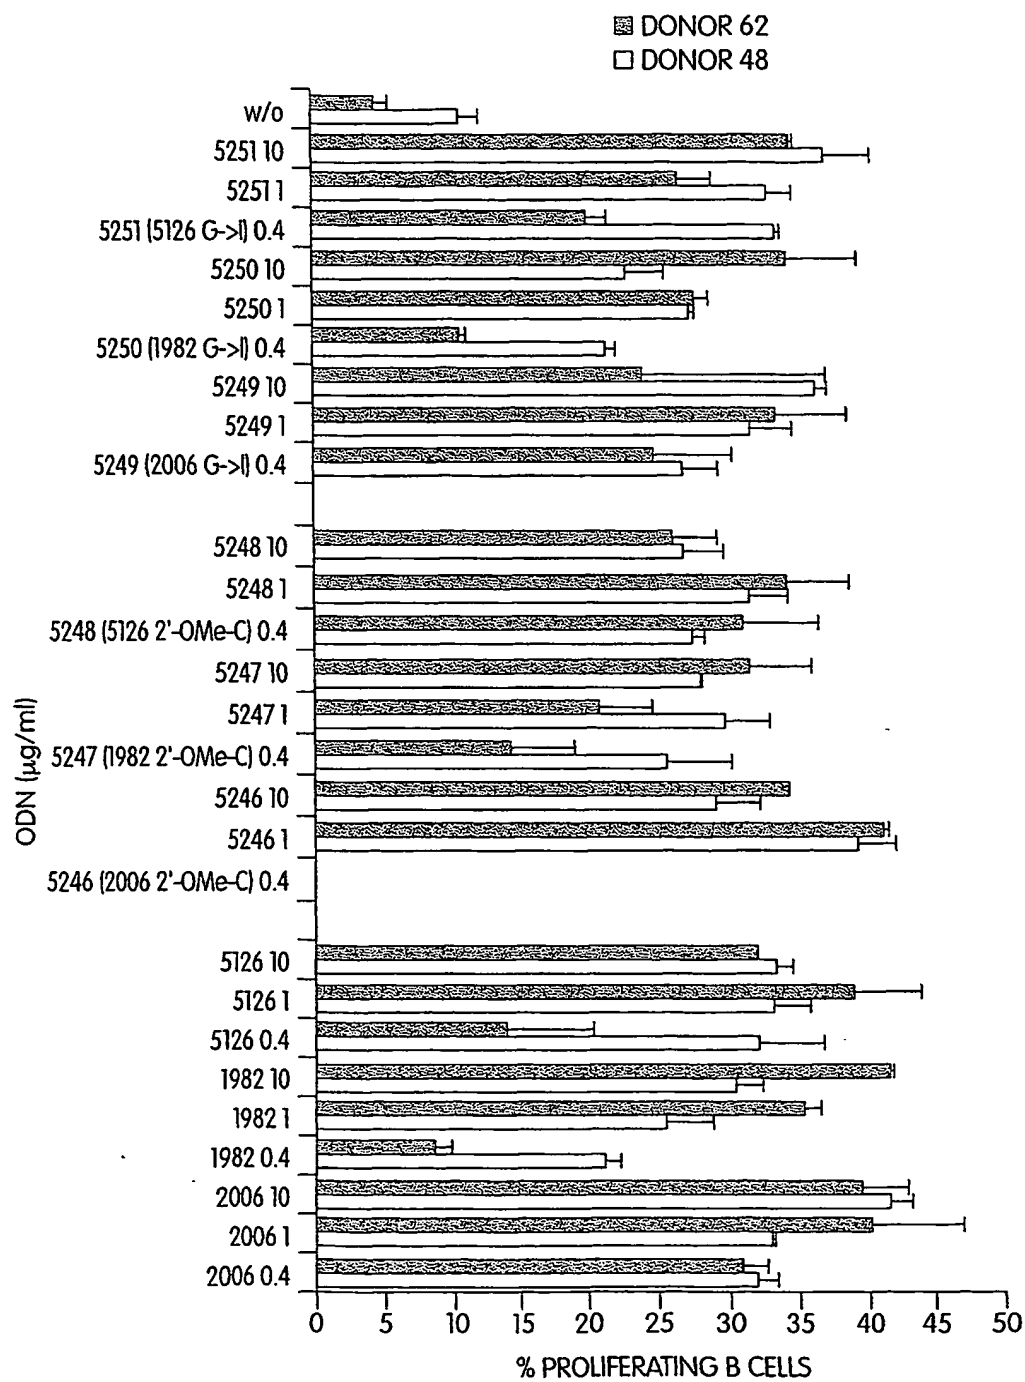 DONOR 62
DONOR 48
w/o
5251 10
5251 1
5251 (5126 G->I) 0.4
5250 10
5250 1
5250 (1982 G->I) 0.4
5249 10
5249 1
5249 (2006 G->I) 0.4
5248 10
5248 1
5248 (5126 2'-OMe-C) 0.4
5247 10
5247 1
5247 (1982 2'-OMe-C) 0.4
5246 10
5246 1
5246 (2006 2'-OMe-C) 0.4
5126 10
5126 1
5126 0.4
1982 10
1982 1
1982 0.4
2006 10
2006 1
2006 0.4
ODN (µg/ml)
0 5 10 15 20 25 30 35 40 45 50
% PROLIFERATING B CELLS